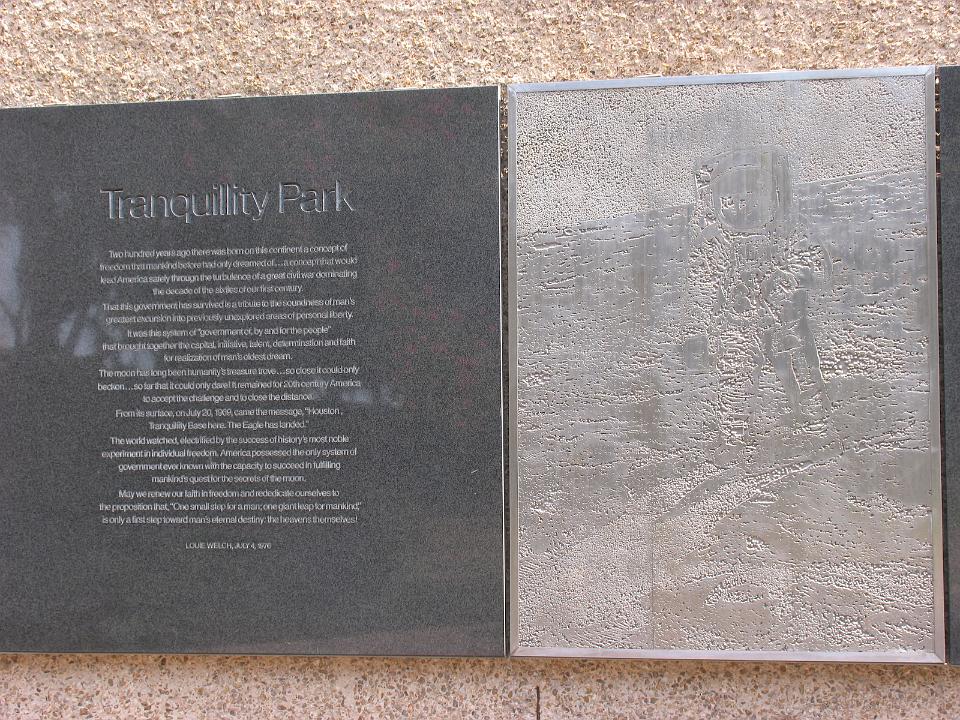 Tranquillity Park
Two hundred years ago there was born on this continent a concept of
freedom that mankind before had only dreamed of...a concept that would
lead America safely through the turbulence of a great civil war dominating
the decade of the sixties of our first century.
That this government has survived is a tribute to the soundness of man's
greatest excursion into previously unexplored areas of personal liberty.
It was this system of "government of, by and for the people"
that brought together the capital, initiative, talent, determination and faith
for realization of man's oldest dream.
The moon has long been humanity's treasure trove...so close it could only
beckon...so far that it could only dare! It remained for 20th century America
to accept the challenge and to close the distance.
From its surface, on July 20, 1969, came the message, "Houston,
Tranquillity Base here. The Eagle has landed."
The world watched, electrified by the success of history's most noble
experiment in individual freedom. America possessed the only system of
government ever known with the capacity to succeed in fulfilling
mankind's quest for the secrets of the moon.
May we renew our faith in freedom and rededicate ourselves to
the proposition that, "One small step for a man; one giant leap for mankind,"
is only a first step toward man's eternal destiny: the heavens themselves!
LOUIE WELCH, JULY 4, 1976